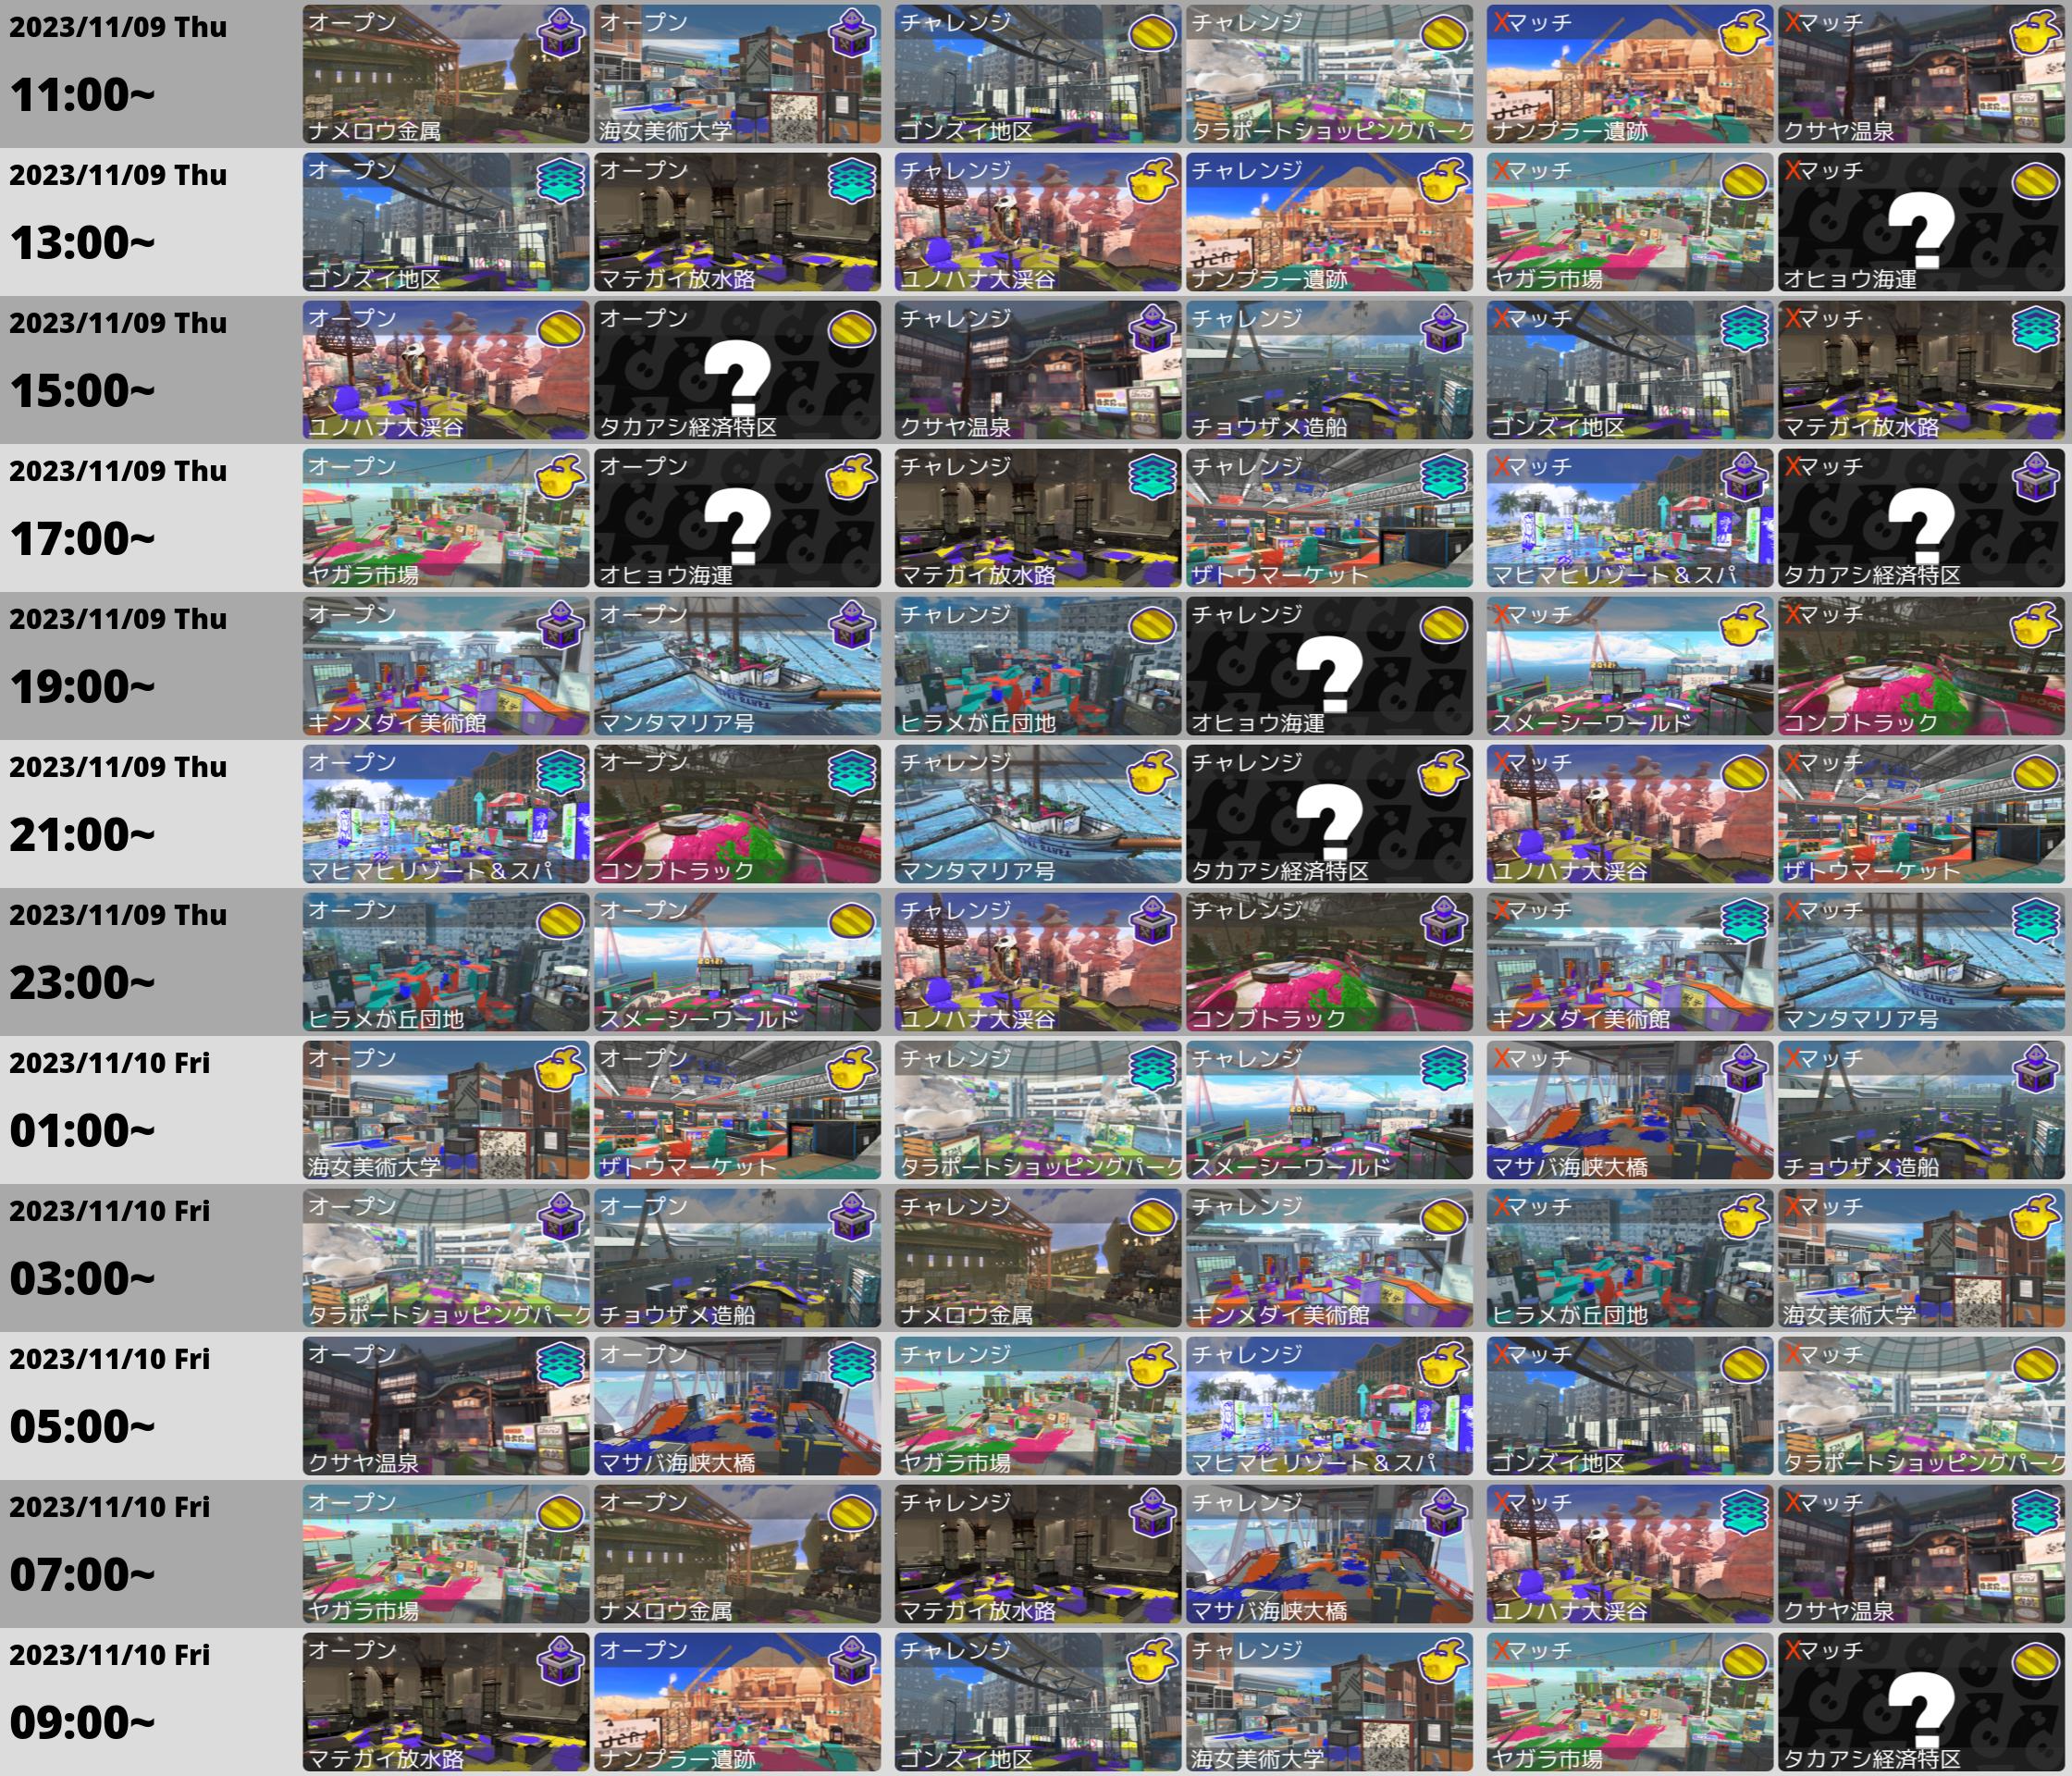 2023/11/09 Thu
11:00~
オープン
ナメロウ金属
オープン
海女美術大学
チャレンジ
ゴンズイ地区
チャレンジ
タラポートショッピングパーク
Xマッチ
ナンプラー遺跡
Xマッチ
クサヤ温泉
2023/11/09 Thu
13:00~
オープン
ゴンズイ地区
オープン
マテガイ放水路
チャレンジ
ユノハナ大渓谷
チャレンジ
ナンプラー遺跡
Xマッチ
ヤガラ市場
Xマッチ
?
オヒョウ海運
2023/11/09 Thu
15:00~
オープン
ユノハナ大渓谷
オープン
?
タカアシ経済特区
チャレンジ
クサヤ温泉
チャレンジ
チョウザメ造船
Xマッチ
ゴンズイ地区
Xマッチ
マテガイ放水路
2023/11/09 Thu
17:00~
オープン
ヤガラ市場
オープン
?
オヒョウ海運
チャレンジ
マテガイ放水路
チャレンジ
ザトウマーケット
Xマッチ
マヒマヒリゾート&スパ
Xマッチ
?
タカアシ経済特区
2023/11/09 Thu
19:00~
オープン
キンメダイ美術館
オープン
マンタマリア号
チャレンジ
ヒラメが丘団地
チャレンジ
?
オヒョウ海運
Xマッチ
スメーシーワールド
Xマッチ
コンブトラック
2023/11/09 Thu
21:00~
オープン
マヒマヒリゾート&スパ
オープン
コンブトラック
チャレンジ
マンタマリア号
チャレンジ
?
タカアシ経済特区
Xマッチ
ユノハナ大渓谷
Xマッチ
ザトウマーケット
2023/11/09 Thu
23:00~
オープン
ヒラメが丘団地
オープン
スメーシーワールド
チャレンジ
ユノハナ大渓谷
チャレンジ
コンブトラック
Xマッチ
キンメダイ美術館
Xマッチ
マンタマリア号
2023/11/10 Fri
01:00~
オープン
海女美術大学
オープン
ザトウマーケット
チャレンジ
タラポートショッピングパーク
チャレンジ
スメーシーワールド
Xマッチ
マサバ海峡大橋
Xマッチ
チョウザメ造船
2023/11/10 Fri
03:00~
オープン
タラポートショッピングパーク
オープン
チョウザメ造船
チャレンジ
ナメロウ金属
チャレンジ
キンメダイ美術館
Xマッチ
ヒラメが丘団地
Xマッチ
海女美術大学
2023/11/10 Fri
05:00~
オープン
クサヤ温泉
オープン
マサバ海峡大橋
チャレンジ
ヤガラ市場
チャレンジ
マヒマヒリゾート&スパ
Xマッチ
ゴンズイ地区
Xマッチ
タラポートショッピングパーク
2023/11/10 Fri
07:00~
オープン
ヤガラ市場
オープン
ナメロウ金属
チャレンジ
マテガイ放水路
チャレンジ
マサバ海峡大橋
Xマッチ
ユノハナ大渓谷
Xマッチ
クサヤ温泉
2023/11/10 Fri
09:00~
オープン
マテガイ放水路
オープン
ナンプラー遺跡
チャレンジ
ゴンズイ地区
チャレンジ
海女美術大学
Xマッチ
ヤガラ市場
Xマッチ
?
タカアシ経済特区